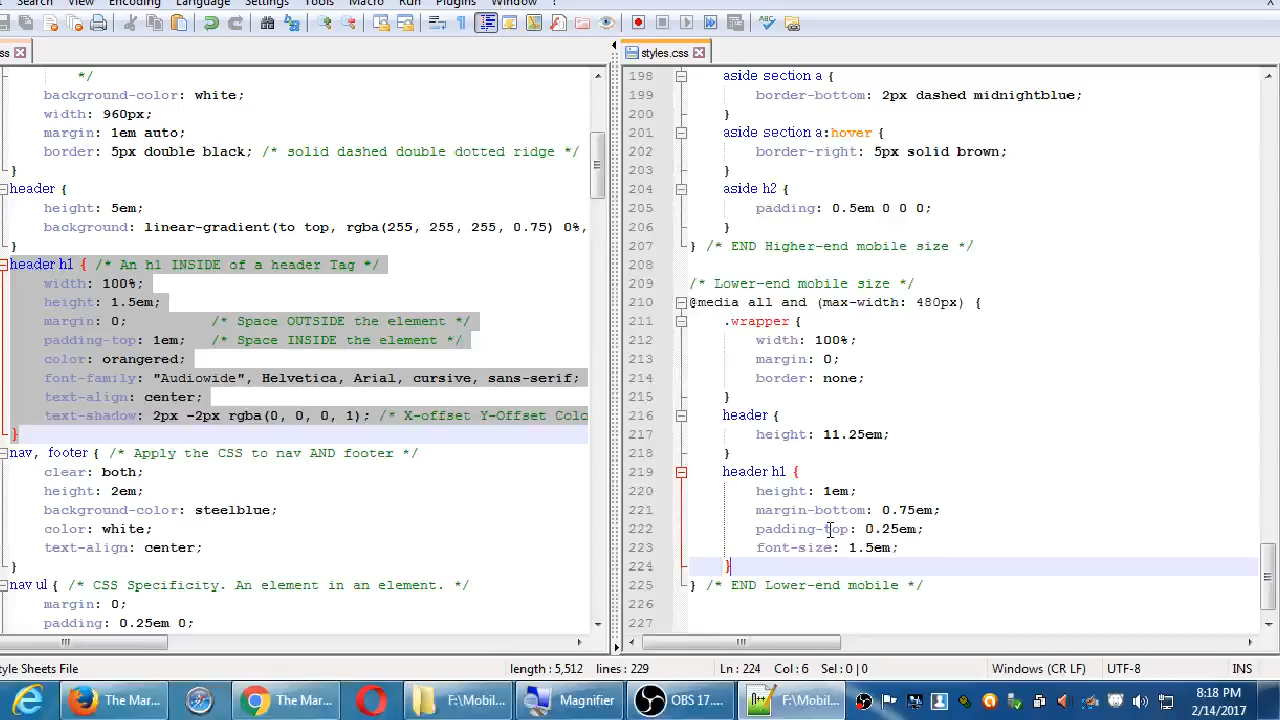 Search View Encoding Language Settings Tools Macro Run Plugins Window ?
ss
styles.css
*/
background-color: white;
width: 960px;
margin: 1em auto;
border: 5px double black; /* solid dashed double dotted ridge */
}
header {
height: 5em;
background: linear-gradient(to top, rgba(255, 255, 255, 0.75) 0%,
}
header h1 { /* An h1 INSIDE of a header Tag */
width: 100%;
height: 1.5em;
margin: 0; /* Space OUTSIDE the element */
padding-top: 1em; /* Space INSIDE the element */
color: orangered;
font-family: "Audiowide", Helvetica, Arial, cursive, sans-serif;
text-align: center;
text-shadow: 2px -2px rgba(0, 0, 0, 1); /* X-offset Y-Offset Colo
}
nav, footer { /* Apply the CSS to nav AND footer */
clear: both;
height: 2em;
background-color: steelblue;
color: white;
text-align: center;
}
nav ul { /* CSS Specificity. An element in an element. */
margin: 0;
padding: 0.25em 0;
198 aside section a {
199 border-bottom: 2px dashed midnightblue;
200 }
201 aside section a:hover {
202 border-right: 5px solid brown;
203 }
204 aside h2 {
205 padding: 0.5em 0 0 0;
206 }
207 } /* END Higher-end mobile size */
208
209 /* Lower-end mobile size */
210 @media all and (max-width: 480px) {
211 .wrapper {
212 width: 100%;
213 margin: 0;
214 border: none;
215 }
216 header {
217 height: 11.25em;
218 }
219 header h1 {
220 height: 1em;
221 margin-bottom: 0.75em;
222 padding-top: 0.25em;
223 font-size: 1.5em;
224 }
225 } /* END Lower-end mobile */
226
227
tyle Sheets File length : 5,512 lines : 229 Ln : 224 Col : 6 Sel : 0 | 0 Windows (CR LF) UTF-8 INS
The Mar... The Mar... F:\Mobil... Magnifier OBS 17.... F:\Mobil...
8:18 PM
2/14/2017